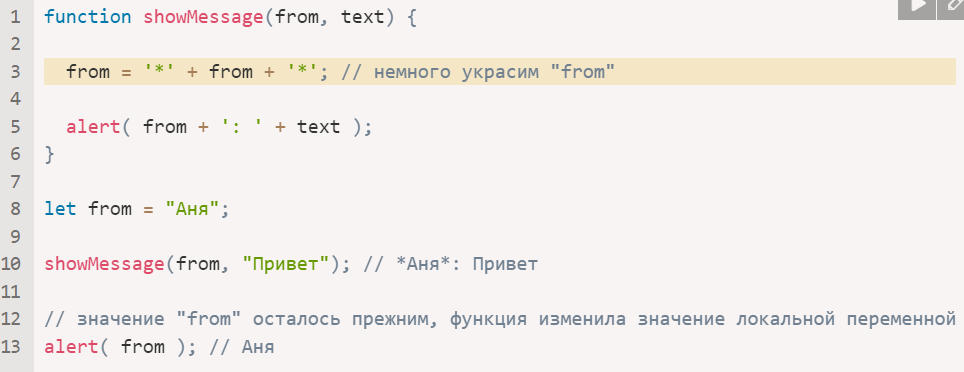 1 function showMessage(from, text) {
2
3   from = '*' + from + '*'; // немного украсим "from"
4
5   alert( from + ': ' + text );
6 }
7
8 let from = "Аня";
9
10 showMessage(from, "Привет"); // *Аня*: Привет
11
12 // значение "from" осталось прежним, функция изменила значение локальной переменной
13 alert( from ); // Аня